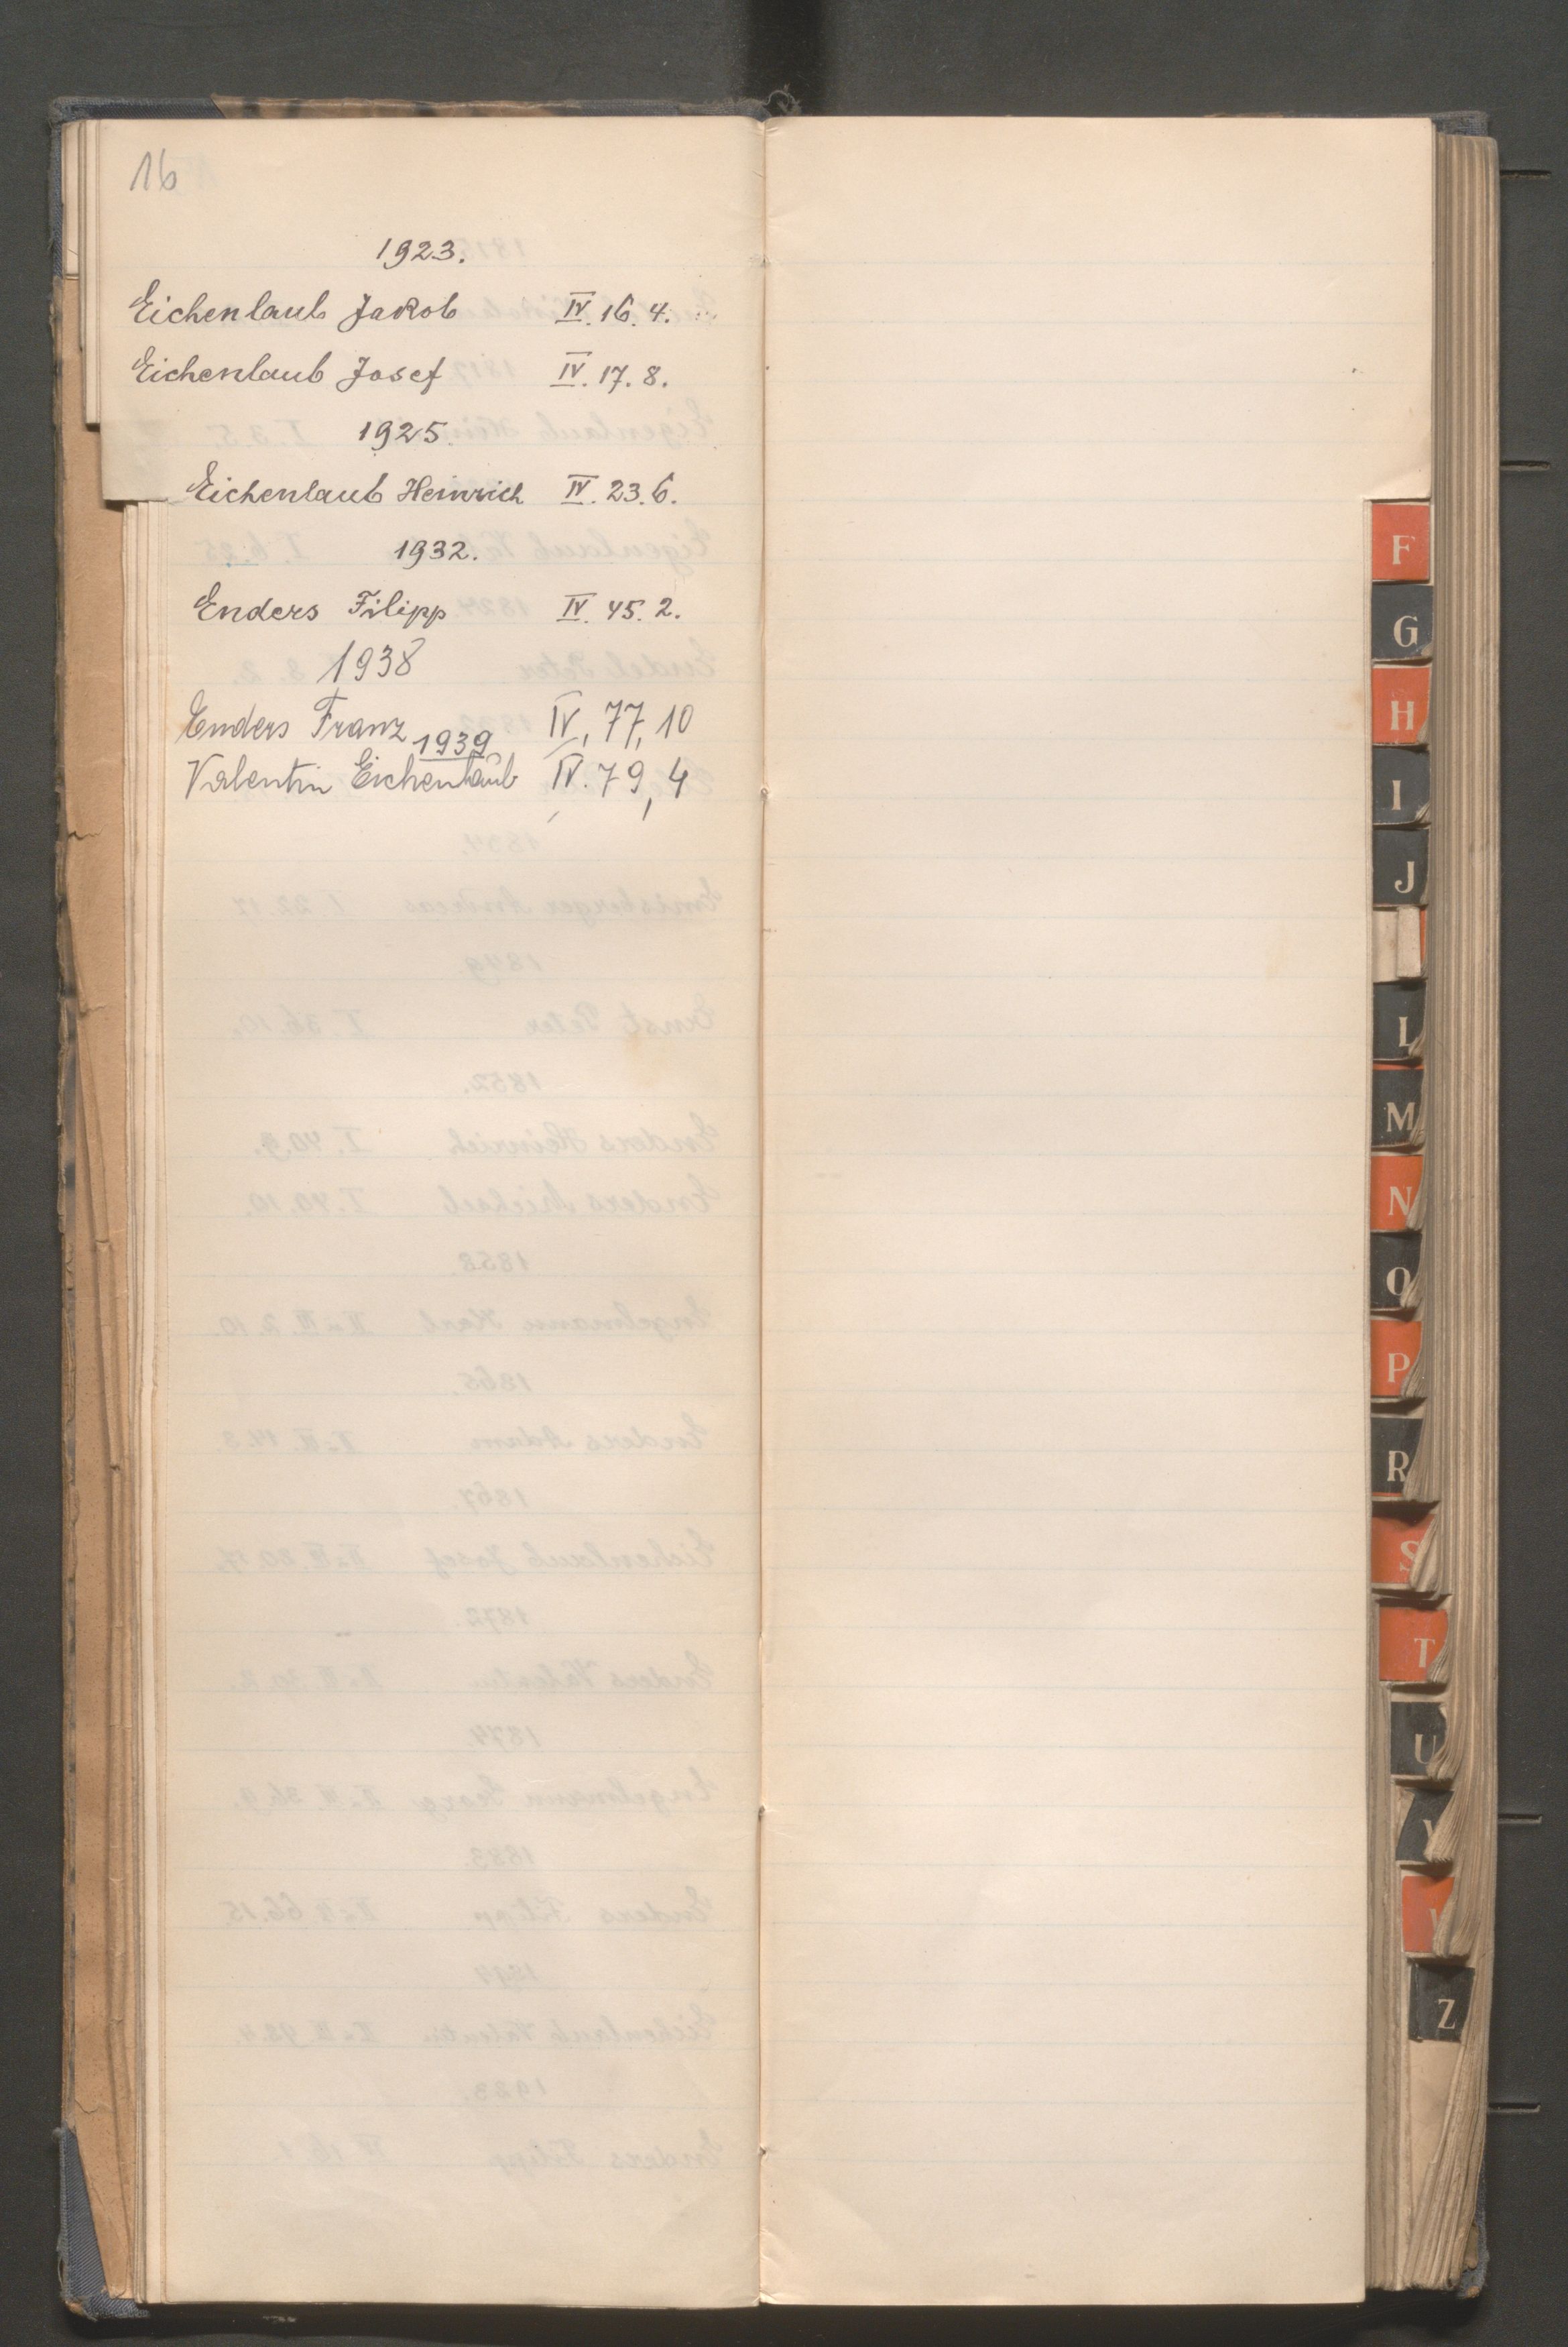 16
1923.
Eichenlaub Jakob IV. 16. 4.
Eichenlaub Josef IV. 17. 8.
1925.
Eichenlaub Heinrich IV. 23. 6.
1932.
Enders Filipp IV. 45. 2.
1938
Enders Franz IV, 77, 10
1939
Valentin Eichenlaub IV. 79, 4
F
G
H
I
J
L
M
N
O
P
R
S
T
U
Z